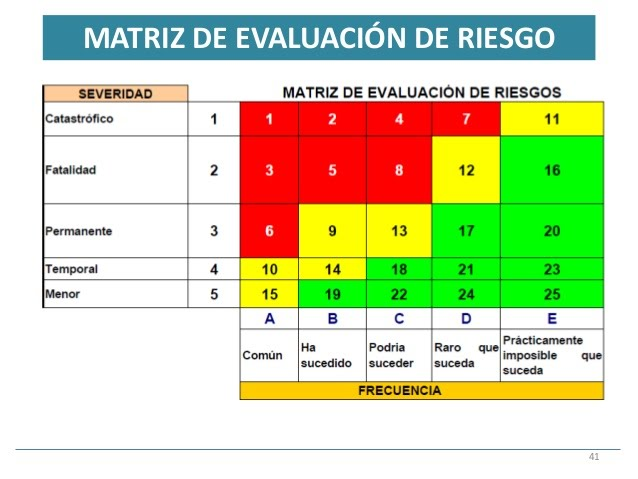 MATRIZ DE EVALUACIÓN DE RIESGO
SEVERIDAD MATRIZ DE EVALUACIÓN DE RIESGOS
Catastrófico 1 1 2 4 7 11
Fatalidad 2 3 5 8 12 16
Permanente 3 6 9 13 17 20
Temporal 4 10 14 18 21 23
Menor 5 15 19 22 24 25
A B C D E
Común
Ha
sucedido
Podría
suceder
Raro que
suceda
Prácticamente
imposible que
suceda
FRECUENCIA
41